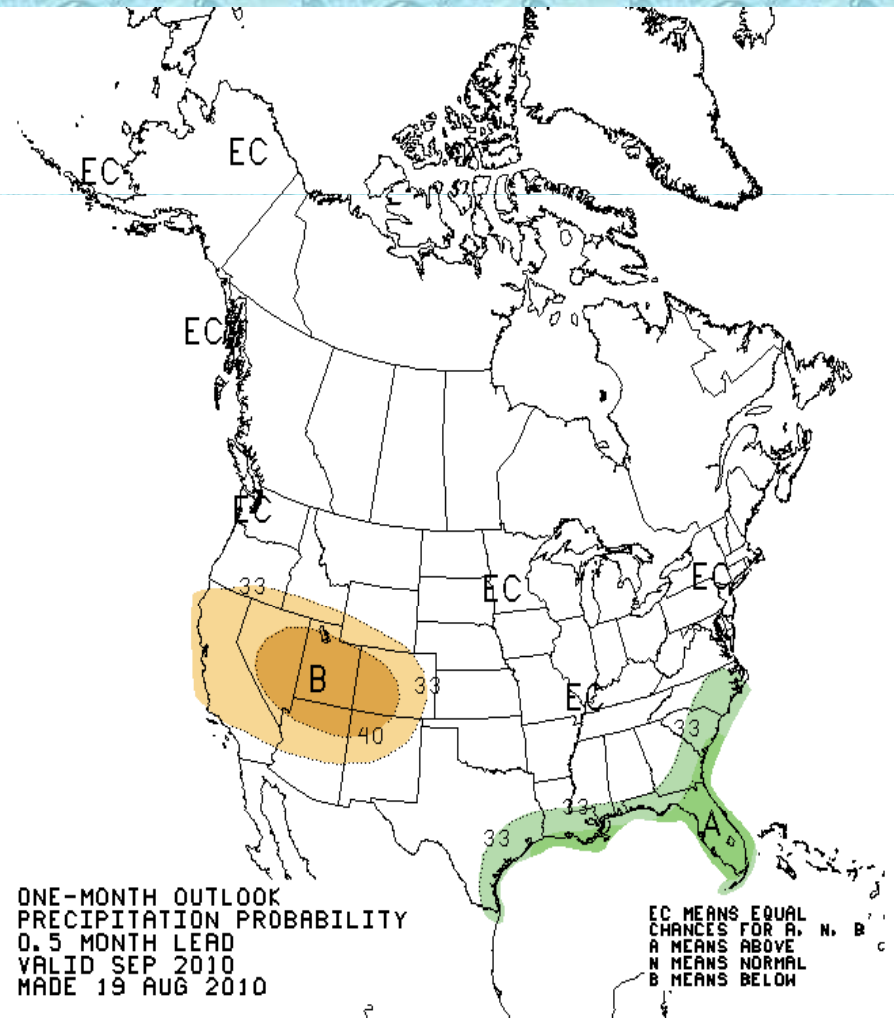 EC
EC
EC
EC
33
EC
EC
B
33
EC
40
33
33
33
A
ONE-MONTH OUTLOOK
PRECIPITATION PROBABILITY
0.5 MONTH LEAD
VALID SEP 2010
MADE 19 AUG 2010
EC MEANS EQUAL
CHANCES FOR A, N, B
A MEANS ABOVE
N MEANS NORMAL
B MEANS BELOW